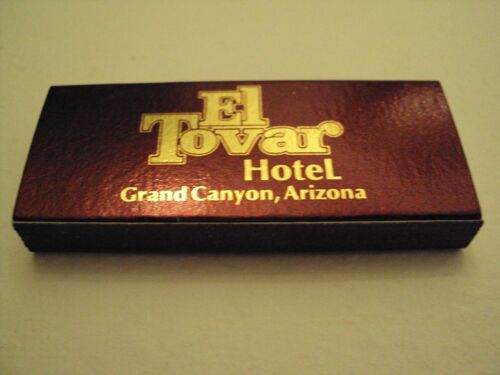 El
Tovar
HoteL
Grand Canyon, Arizona